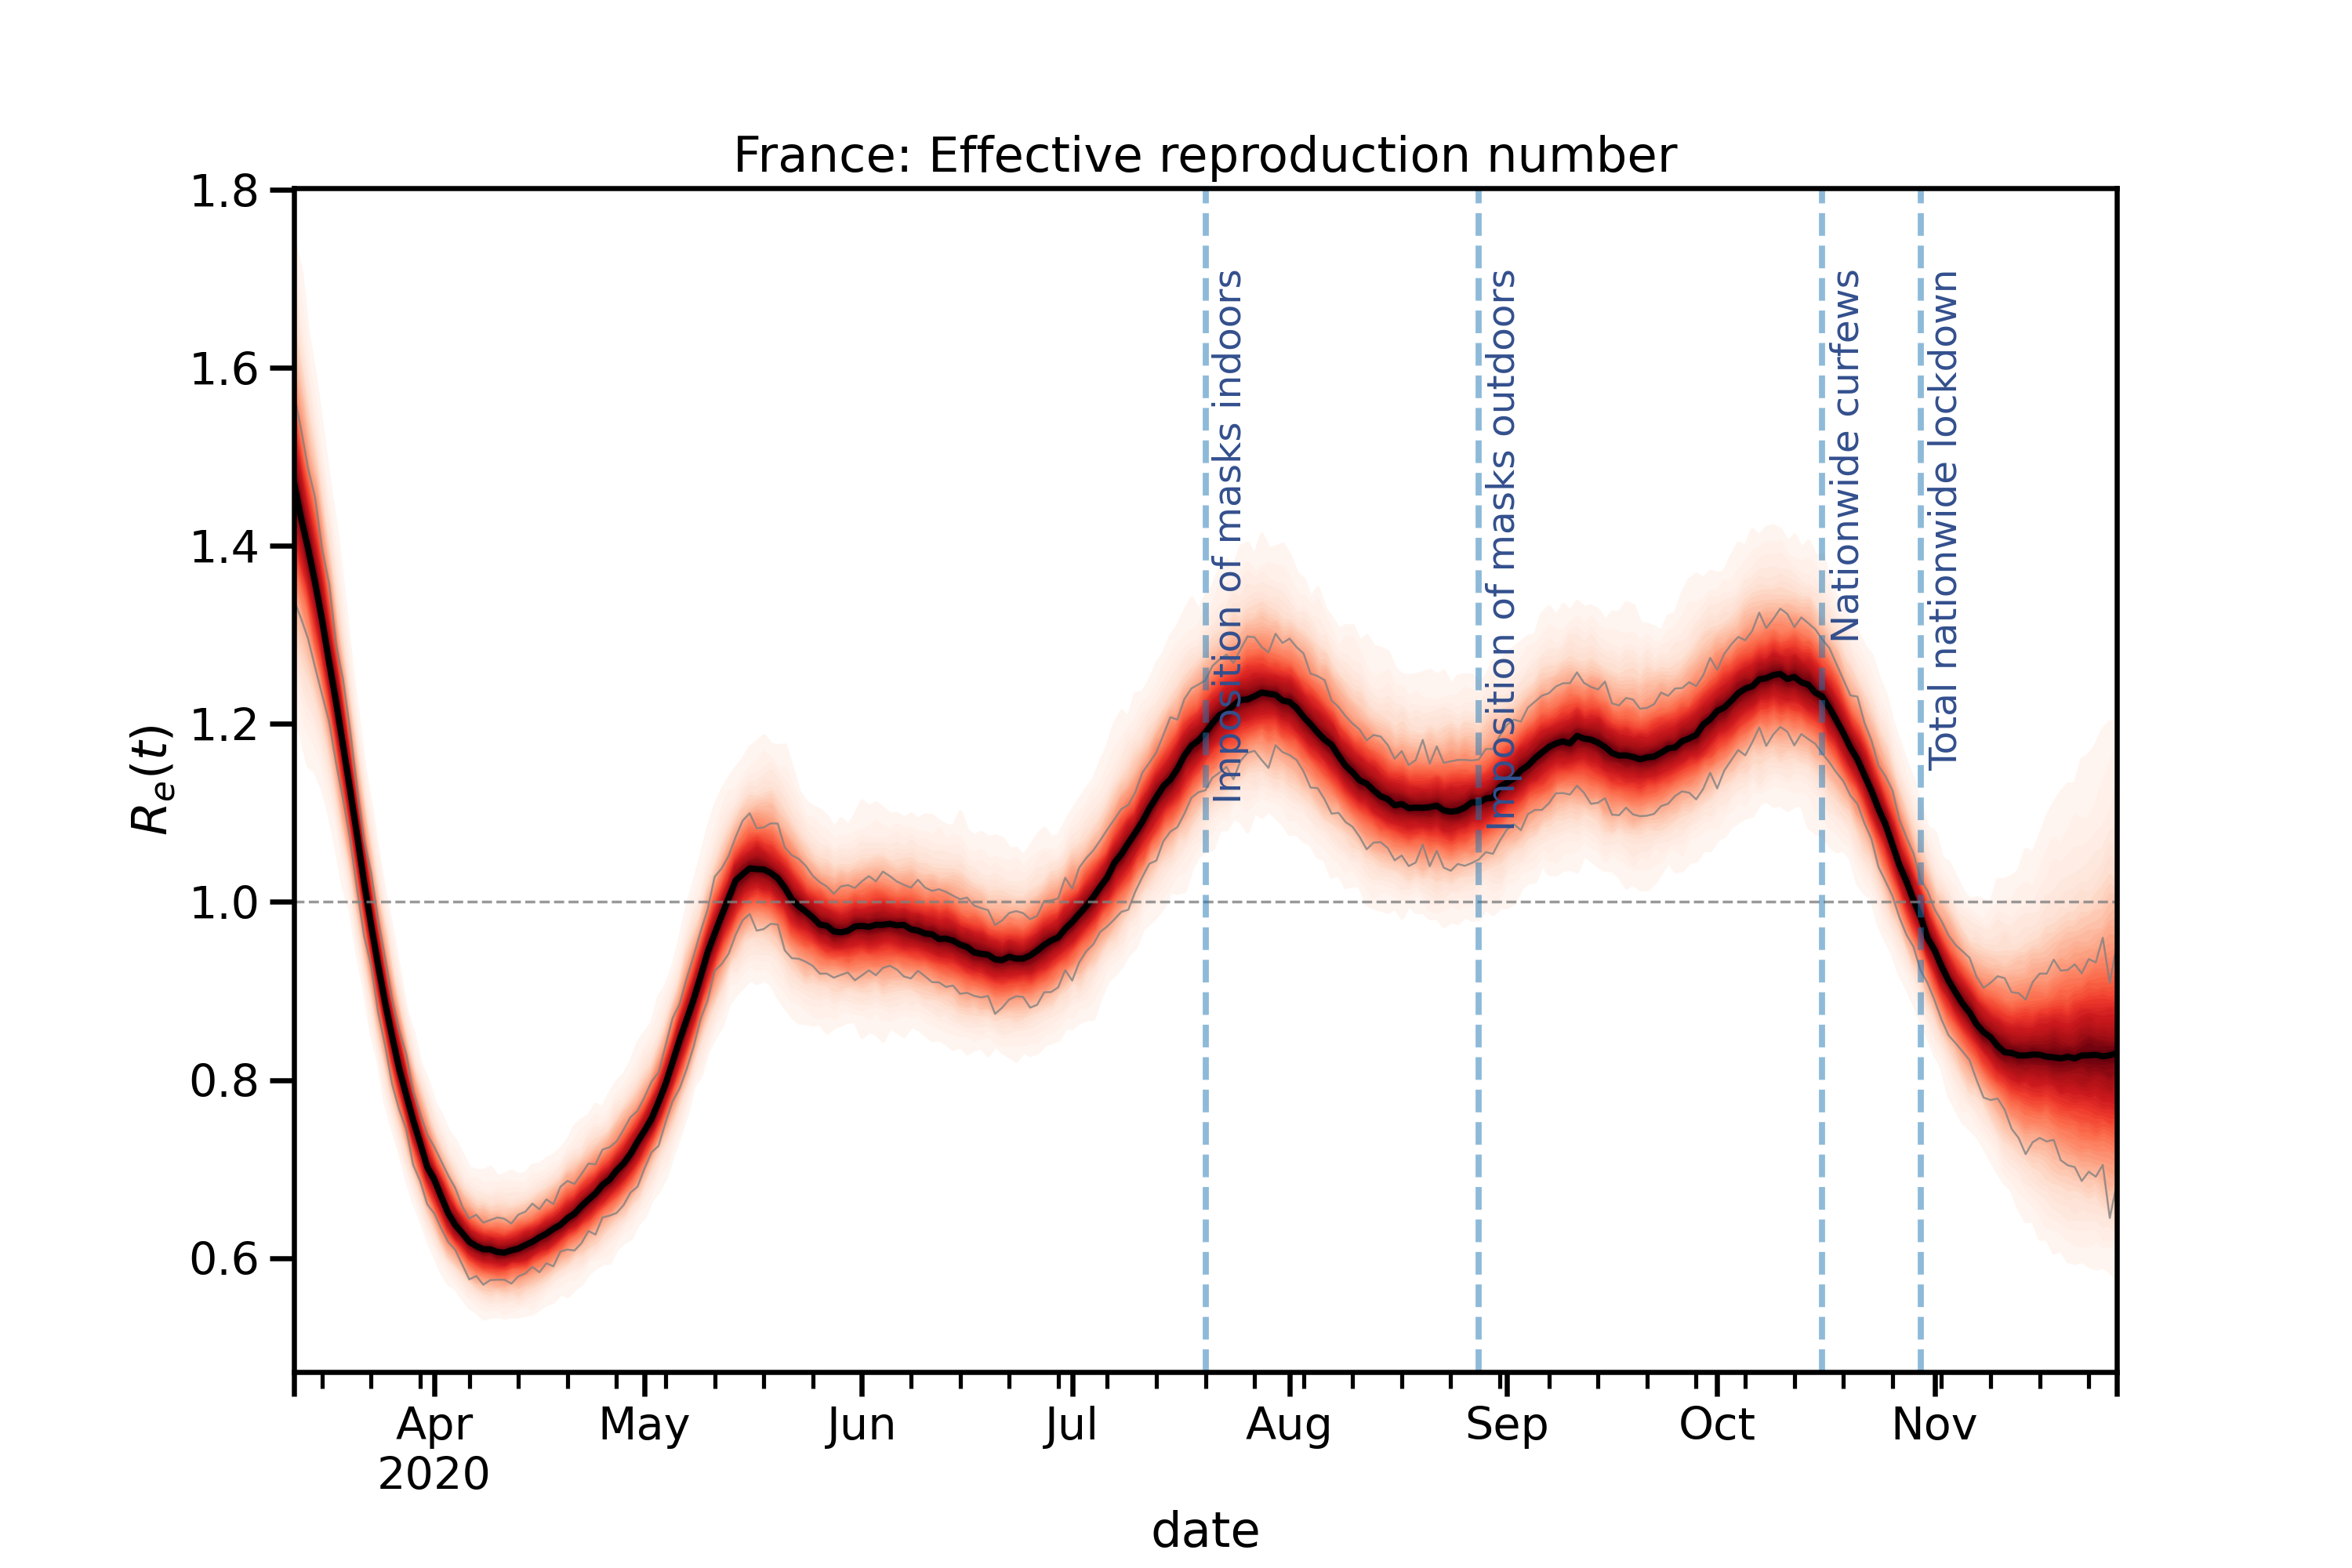 France: Effective reproduction number
1.8
1.6
1.4
1.2
1.0
0.8
0.6
R_e(t)
Imposition of masks indoors
Imposition of masks outdoors
Nationwide curfews
Total nationwide lockdown
Apr May Jun Jul Aug Sep Oct Nov
2020
date